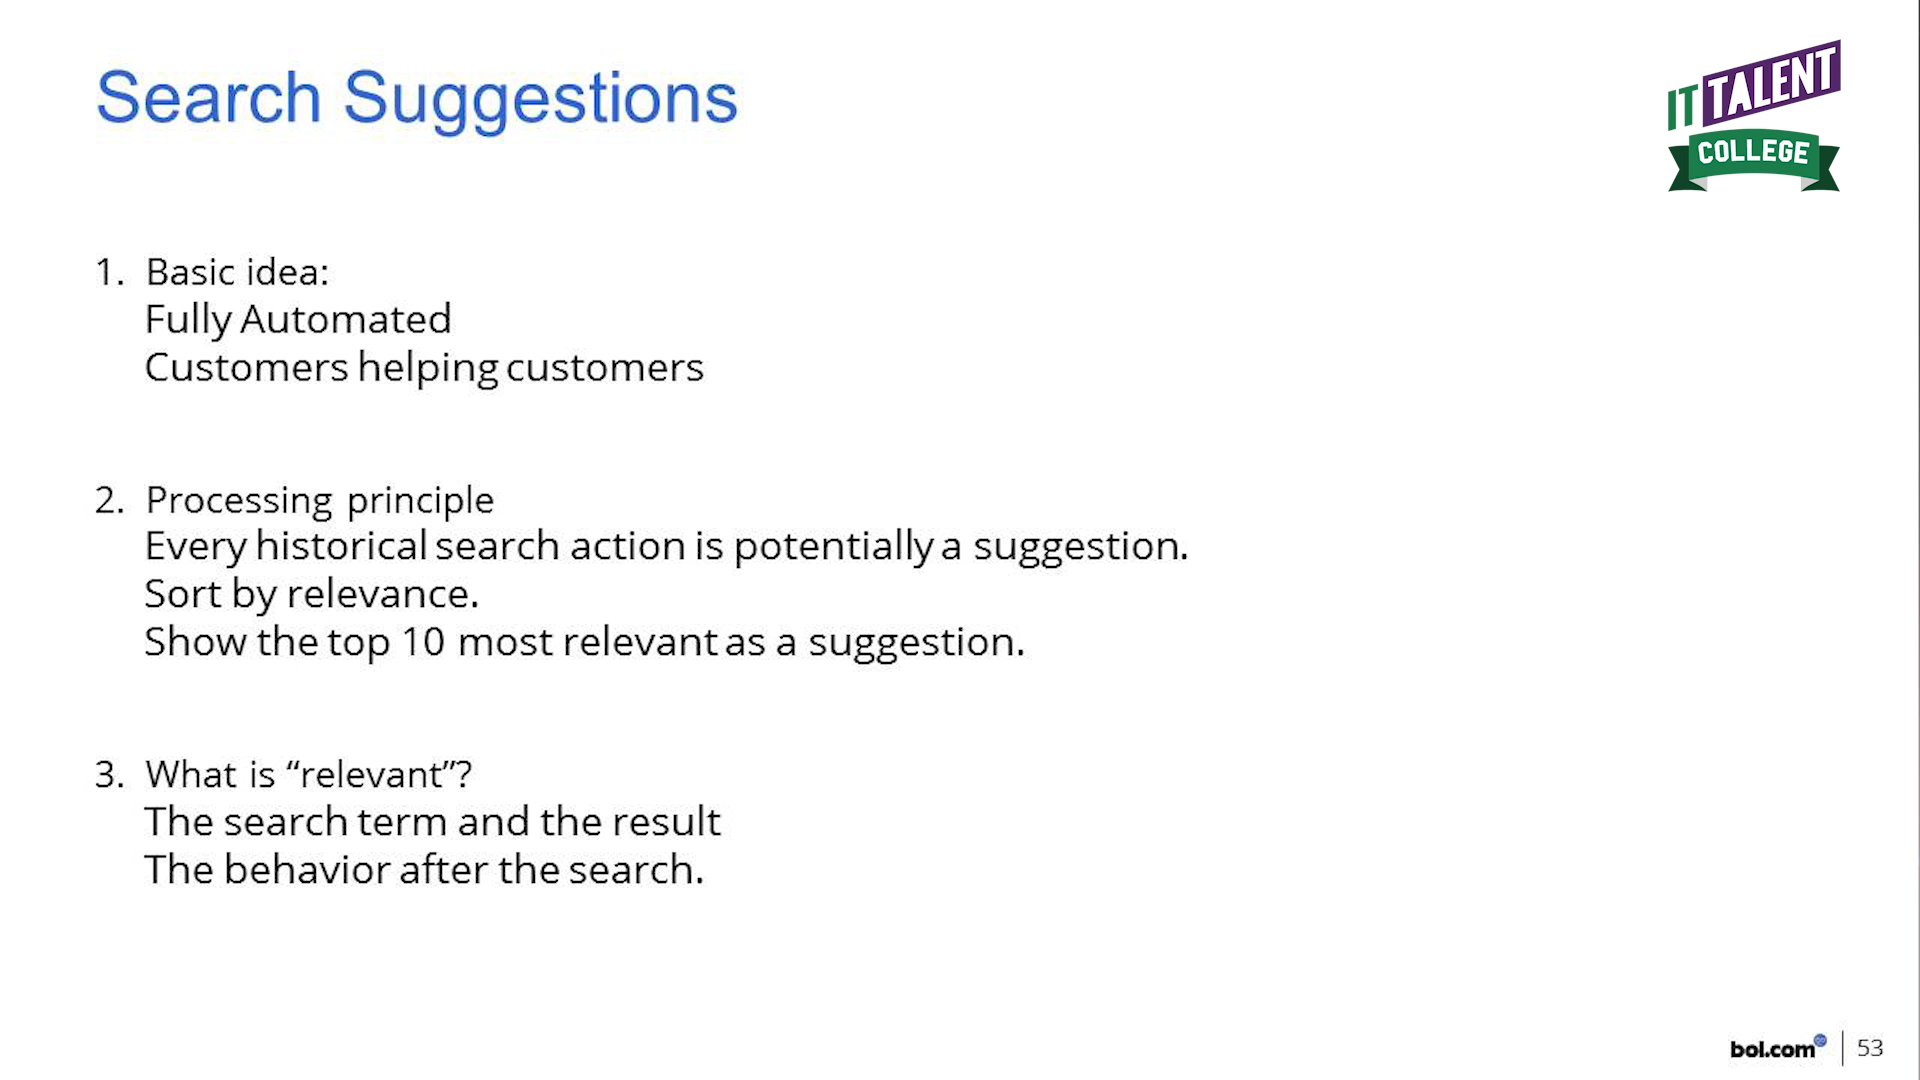 Search Suggestions
IT TALENT
COLLEGE
1. Basic idea:
Fully Automated
Customers helping customers
2. Processing principle
Every historical search action is potentially a suggestion.
Sort by relevance.
Show the top 10 most relevant as a suggestion.
3. What is “relevant”?
The search term and the result
The behavior after the search.
bol.com
53